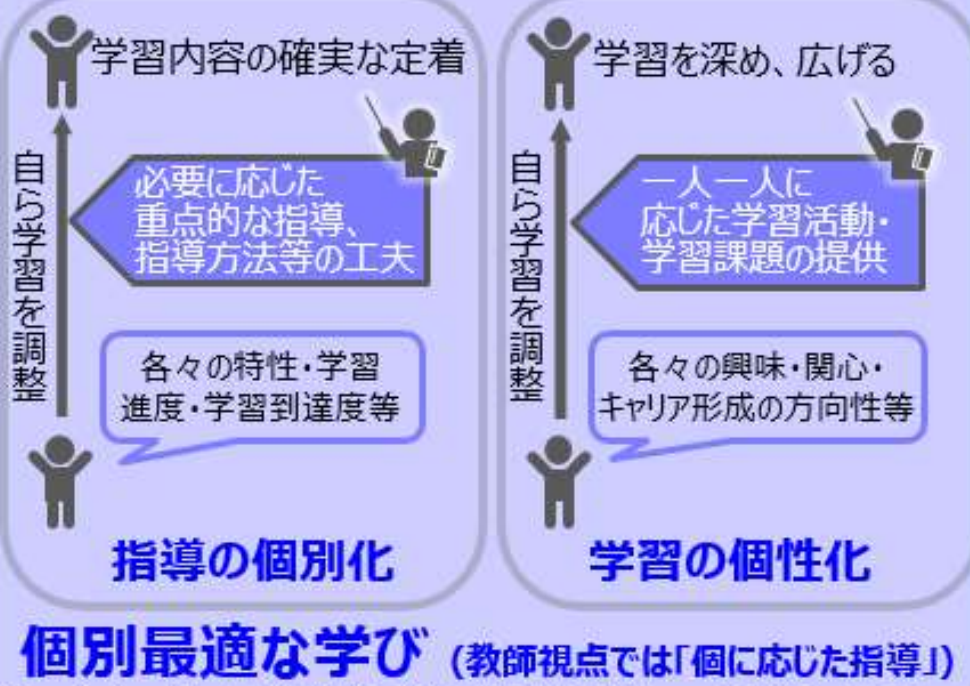 学習内容の確実な定着
自ら学習を調整
必要に応じた
重点的な指導、
指導方法等の工夫
各々の特性・学習
進度・学習到達度等
指導の個別化
学習を深め、広げる
自ら学習を調整
一人一人に
応じた学習活動・
学習課題の提供
各々の興味・関心・
キャリア形成の方向性等
学習の個性化
個別最適な学び (教師視点では「個に応じた指導」)